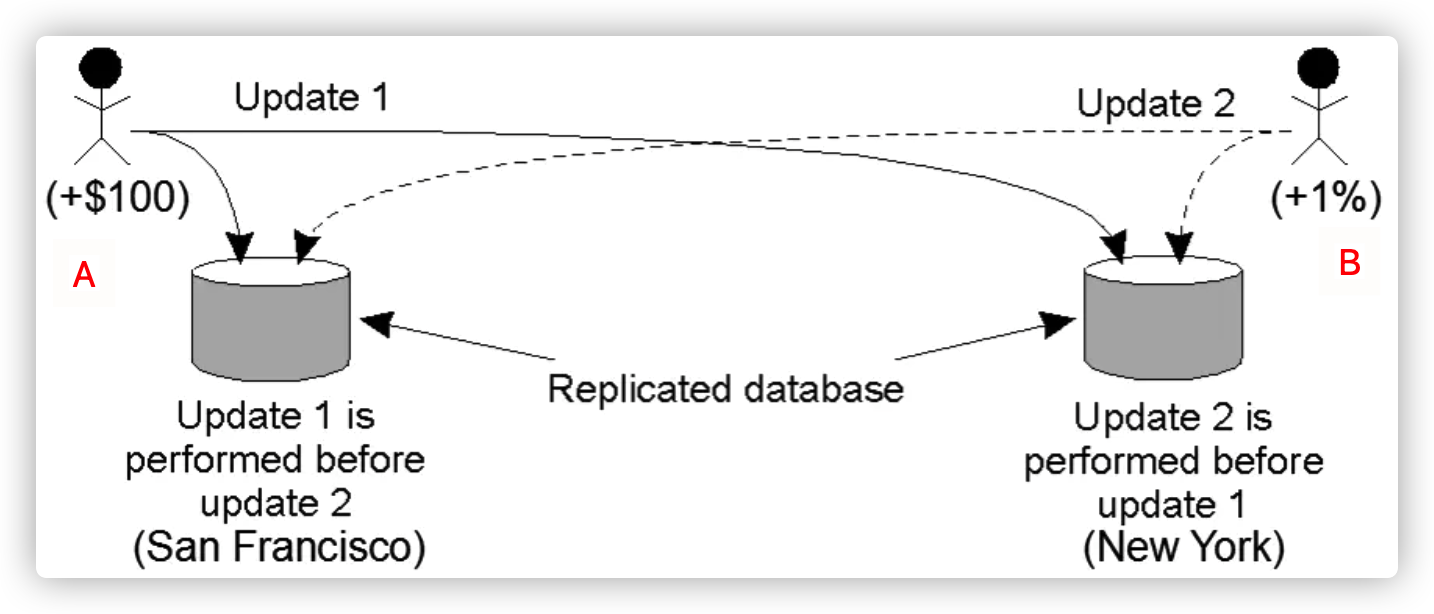 Update 1
Update 2
(+$100)
(+1%)
A
B
Replicated database
Update 1 is
performed before
update 2
(San Francisco)
Update 2 is
performed before
update 1
(New York)